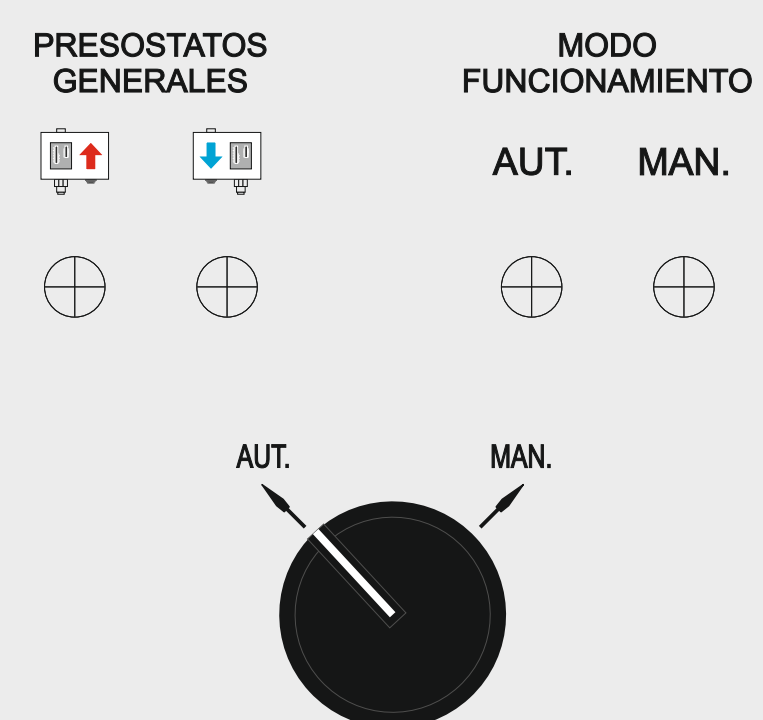 PRESOSTATOS
GENERALES
MODO
FUNCIONAMIENTO
AUT. MAN.
AUT. MAN.